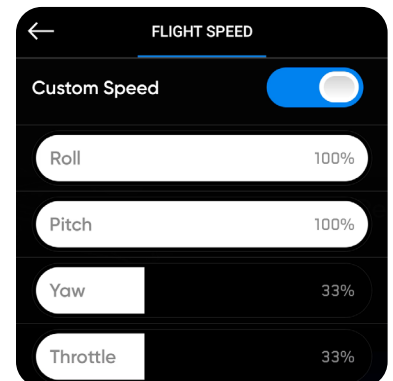 FLIGHT SPEED
Custom Speed
Roll 100%
Pitch 100%
Yaw 33%
Throttle 33%